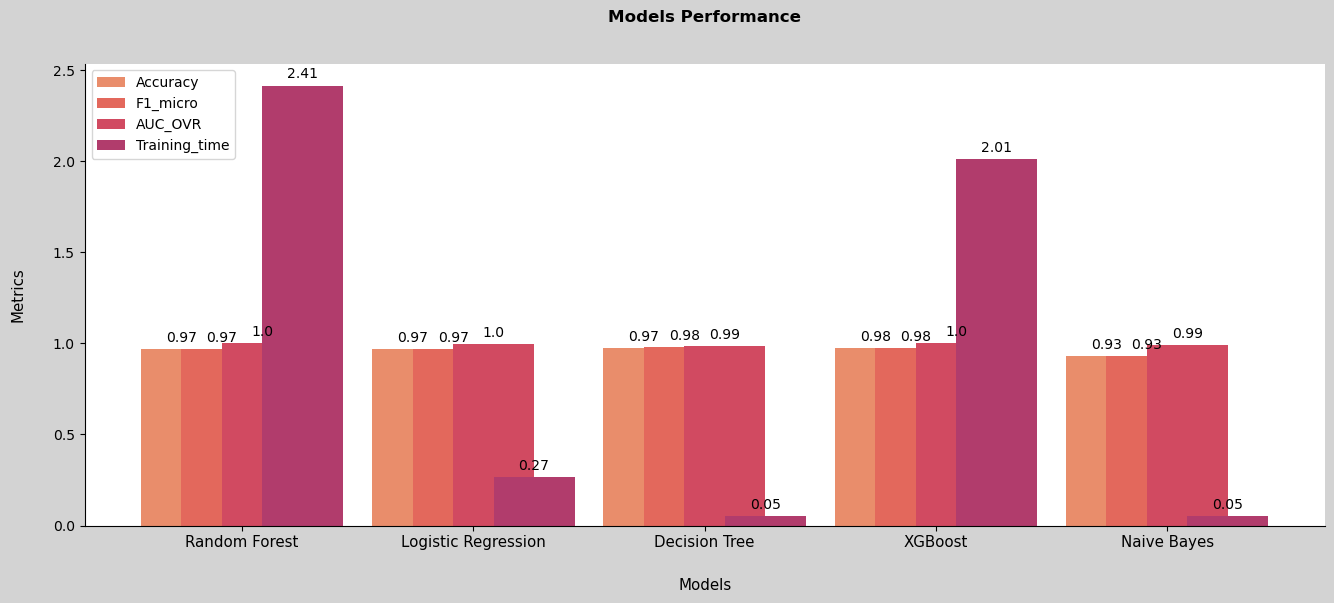 Models Performance
Accuracy
F1_micro
AUC_OVR
Training_time
Metrics
2.5
2.0
1.5
1.0
0.5
0.0
0.97 0.97 1.0 2.41
0.97 0.97 1.0 0.27
0.97 0.98 0.99 0.05
0.98 0.98 1.0 2.01
0.93 0.93 0.99 0.05
Random Forest Logistic Regression Decision Tree XGBoost Naive Bayes
Models